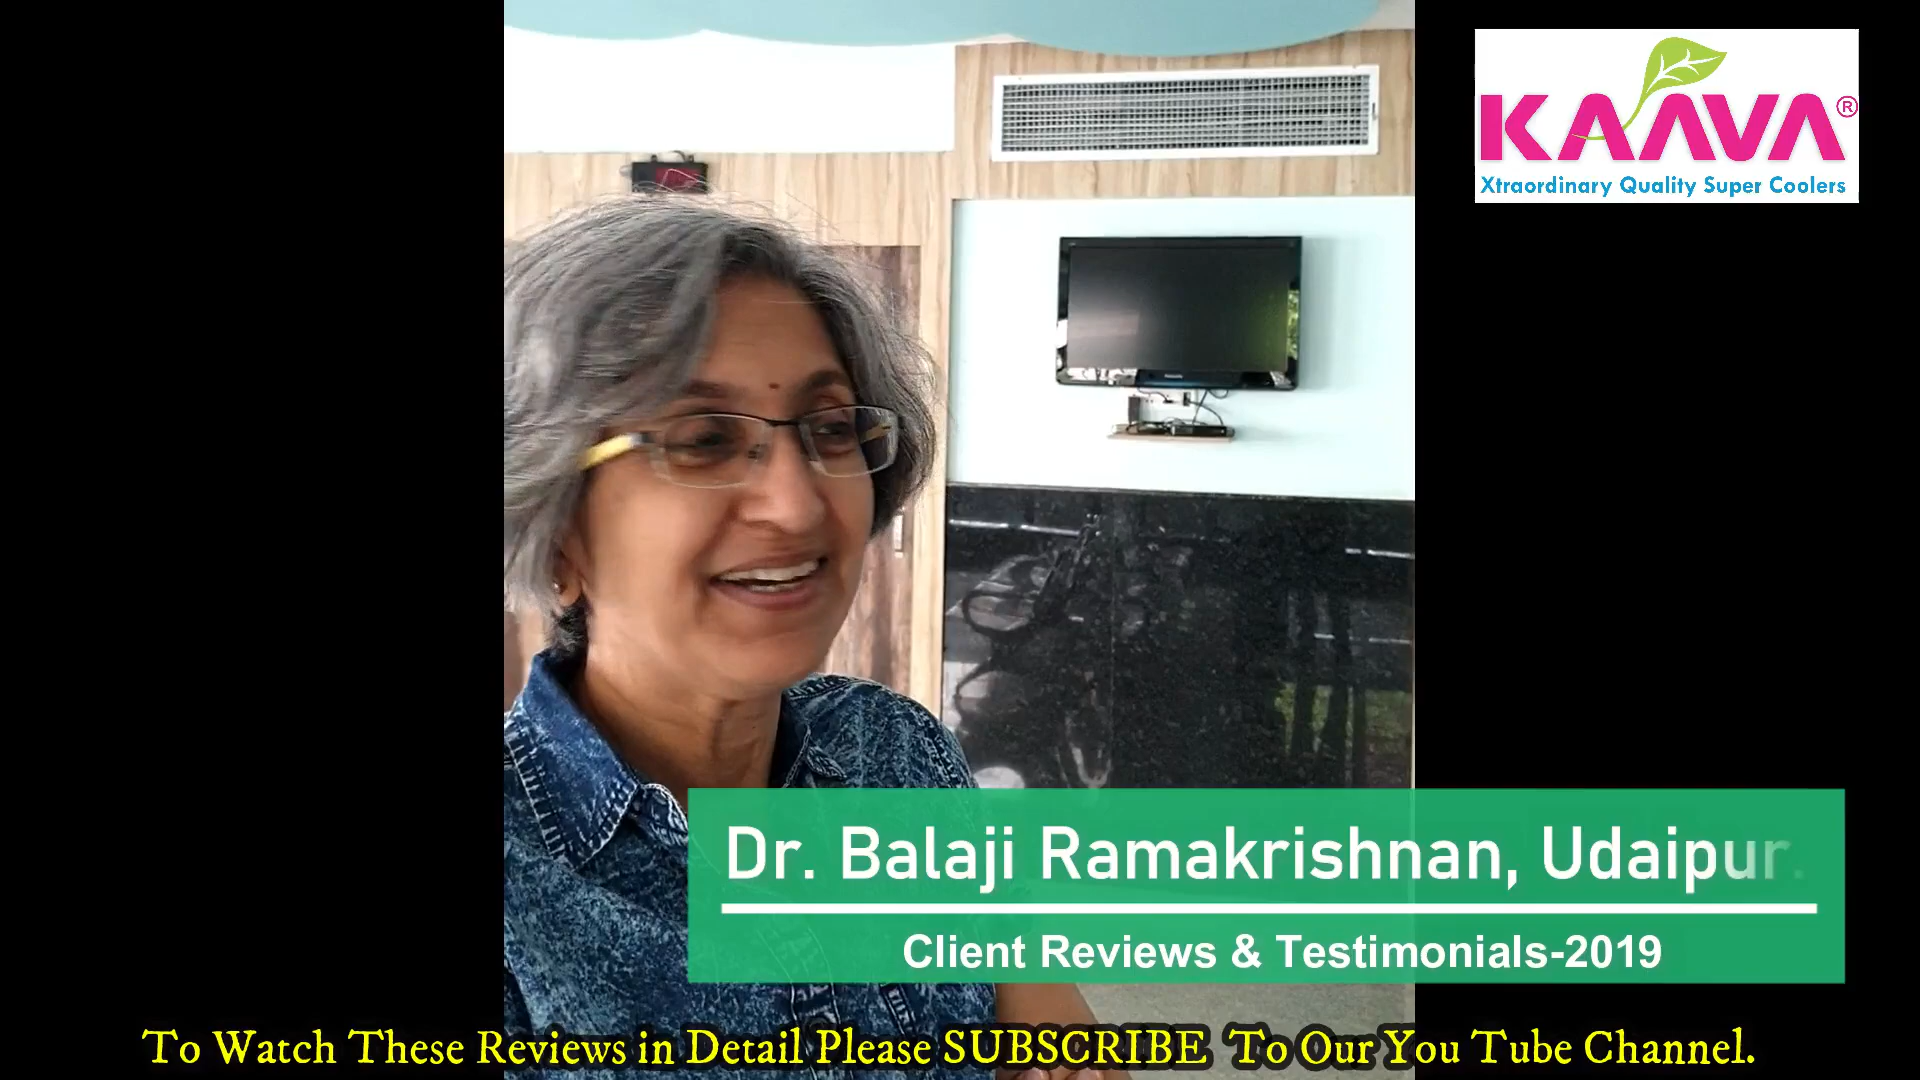 KAAVA®
Xtraordinary Quality Super Coolers
Dr. Balaji Ramakrishnan, Udaipur.
Client Reviews & Testimonials-2019
To Watch These Reviews in Detail Please SUBSCRIBE To Our You Tube Channel.